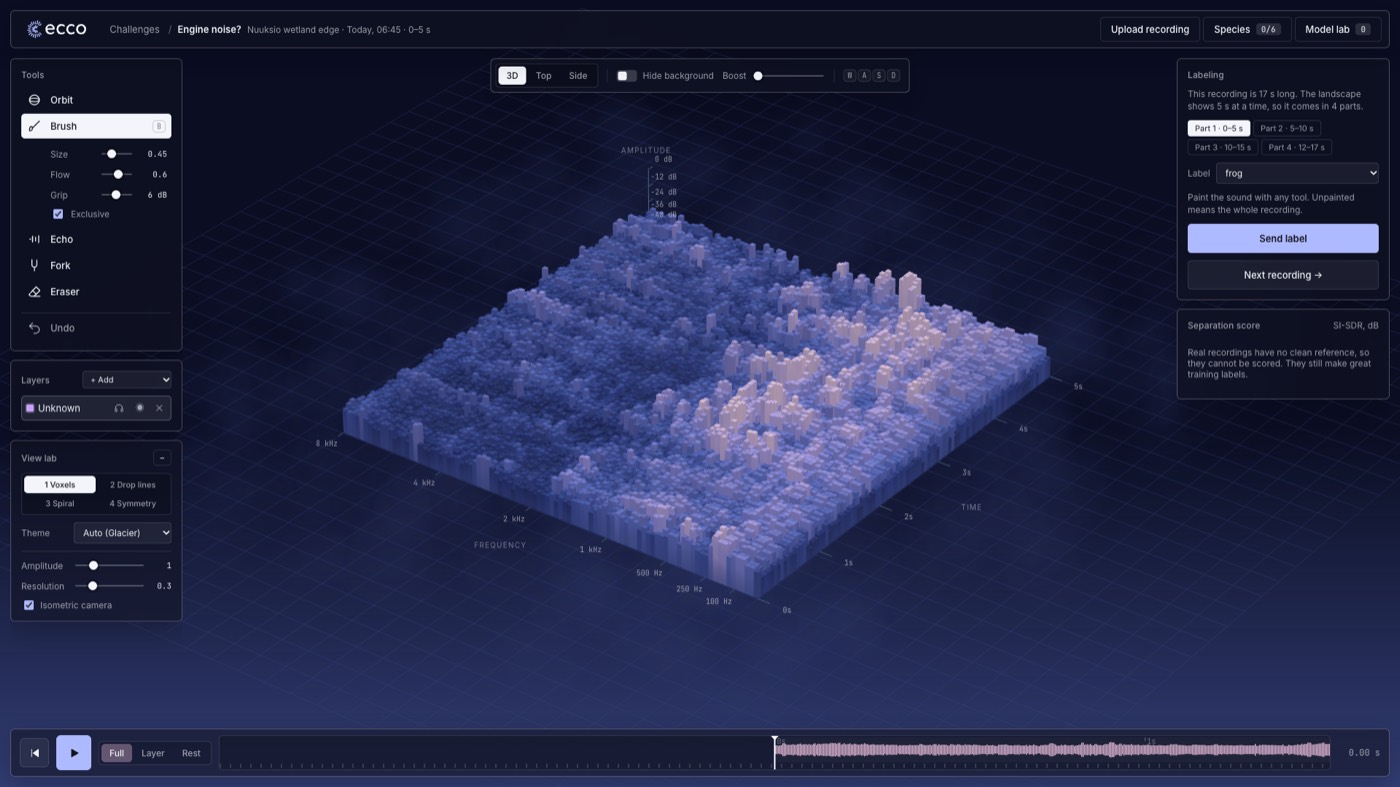 ecco
Challenges / Engine noise? Nuuksio wetland edge · Today, 06:45 · 0–5 s
Upload recording
Species 0/6
Model lab 0
Tools
Orbit
Brush B
Size 0.45
Flow 0.6
Grip 6 dB
Exclusive
Echo
Fork
Eraser
Undo
Layers + Add
Unknown
View lab −
1 Voxels 2 Drop lines
3 Spiral 4 Symmetry
Theme Auto (Glacier)
Amplitude 1
Resolution 0.3
Isometric camera
3D Top Side Hide background Boost W A S D
AMPLITUDE
0 dB
-12 dB
-24 dB
-36 dB
-48 dB
8 kHz
4 kHz
2 kHz
FREQUENCY
1 kHz
500 Hz
250 Hz
100 Hz
0s
1s
2s
TIME
3s
4s
5s
Labeling
This recording is 17 s long. The landscape
shows 5 s at a time, so it comes in 4 parts.
Part 1 · 0–5 s Part 2 · 5–10 s
Part 3 · 10–15 s Part 4 · 12–17 s
Label frog
Paint the sound with any tool. Unpainted
means the whole recording.
Send label
Next recording →
Separation score SI-SDR, dB
Real recordings have no clean reference, so
they cannot be scored. They still make great
training labels.
Full Layer Rest
0s 1s
0.00 s